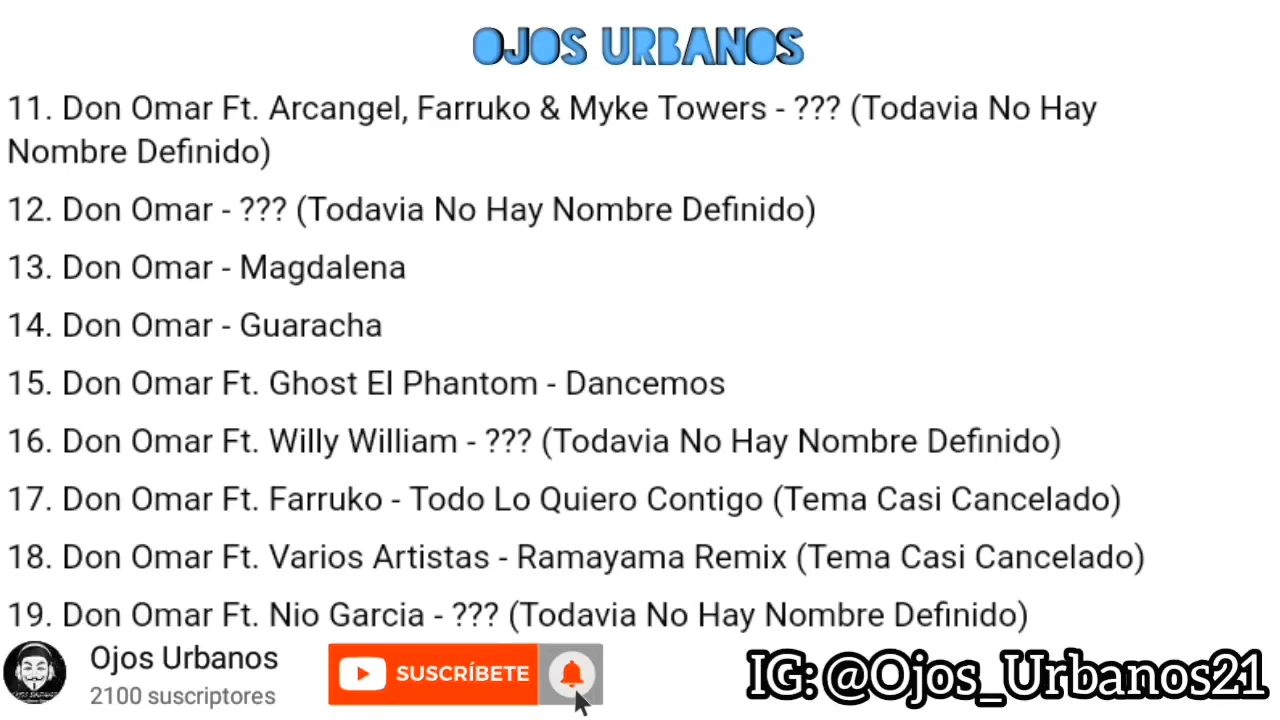 OJOS URBANOS
11. Don Omar Ft. Arcangel, Farruko & Myke Towers - ??? (Todavia No Hay
Nombre Definido)
12. Don Omar - ??? (Todavia No Hay Nombre Definido)
13. Don Omar - Magdalena
14. Don Omar - Guaracha
15. Don Omar Ft. Ghost El Phantom - Dancemos
16. Don Omar Ft. Willy William - ??? (Todavia No Hay Nombre Definido)
17. Don Omar Ft. Farruko - Todo Lo Quiero Contigo (Tema Casi Cancelado)
18. Don Omar Ft. Varios Artistas - Ramayama Remix (Tema Casi Cancelado)
19. Don Omar Ft. Nio Garcia - ??? (Todavia No Hay Nombre Definido)
Ojos Urbanos
2100 suscriptores
SUSCRÍBETE
IG: @Ojos_Urbanos21